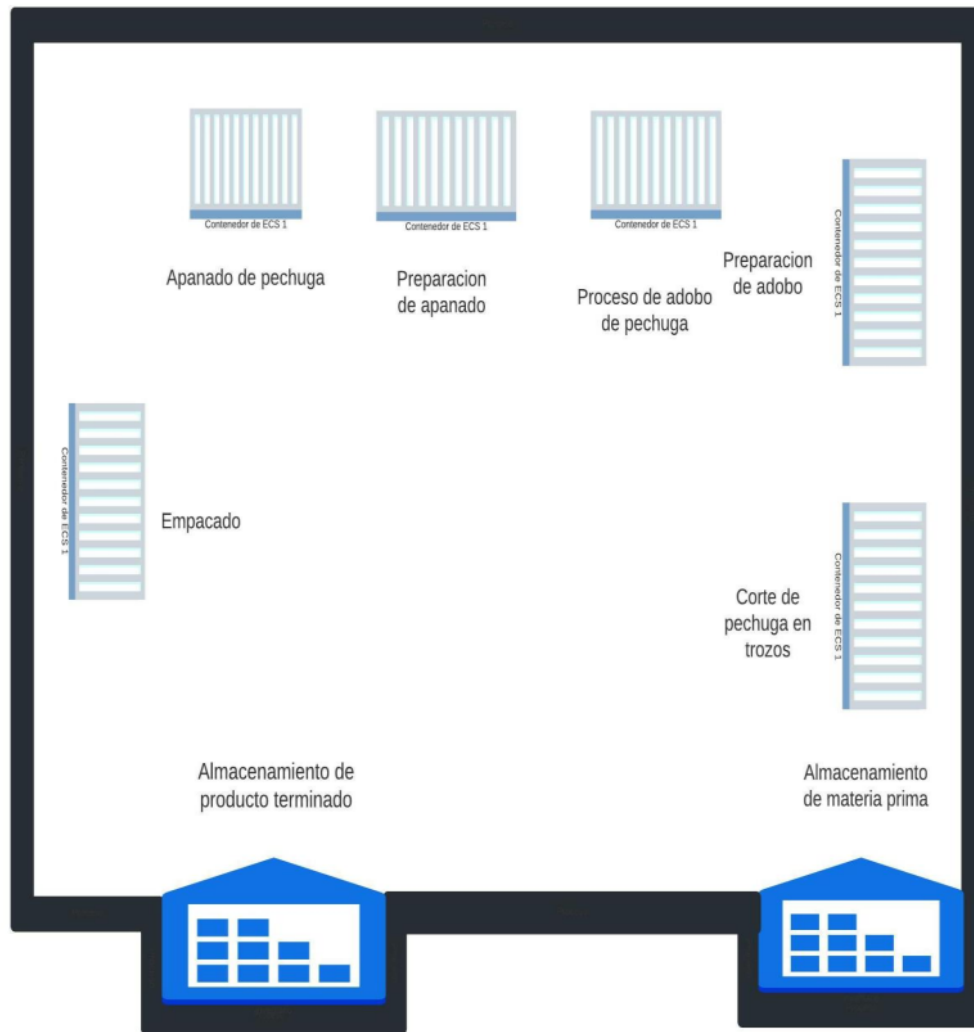 Contenedor de ECS 1
Contenedor de ECS 1
Contenedor de ECS 1
Apanado de pechuga
Preparacion
de apanado
Proceso de adobo
de pechuga
Preparacion
de adobo
Contenedor de ECS 1
Contenedor de ECS 1
Empacado
Corte de
pechuga en
trozos
Contenedor de ECS 1
Almacenamiento de
producto terminado
Almacenamiento
de materia prima